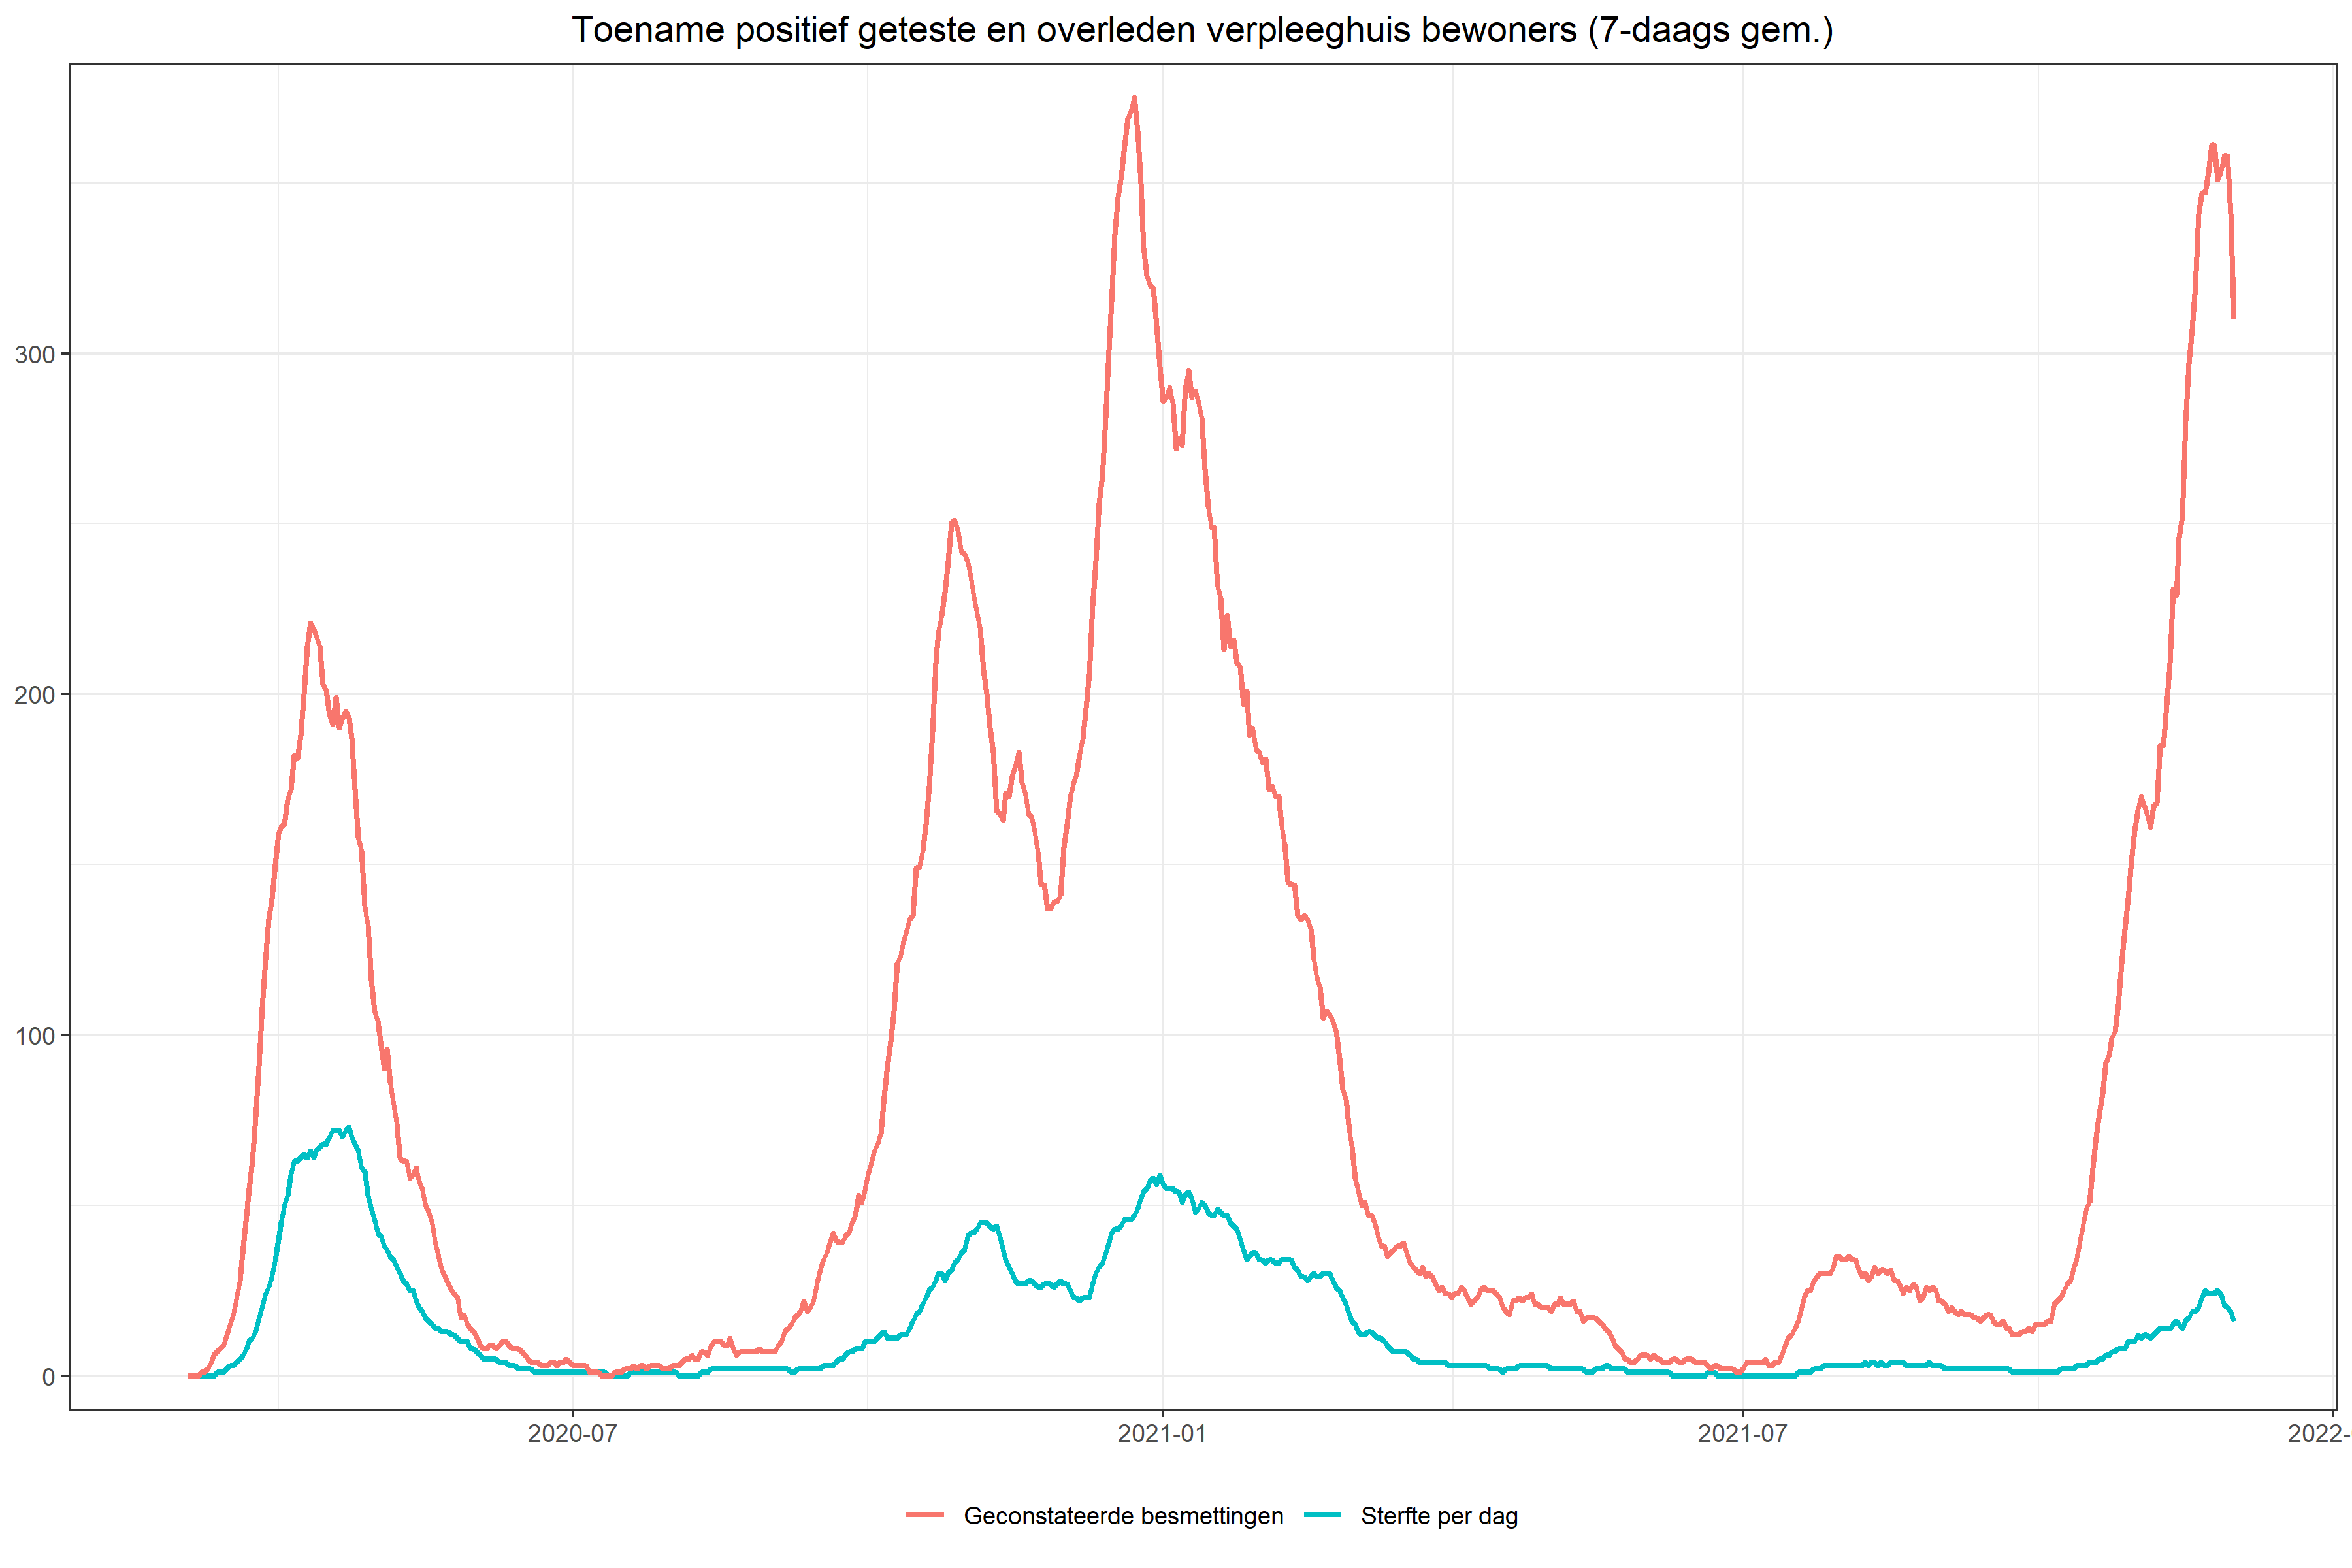 Toename positief geteste en overleden verpleeghuis bewoners (7-daags gem.)
300
200
100
0
2020-07 2021-01 2021-07 2022-
Geconstateerde besmettingen Sterfte per dag